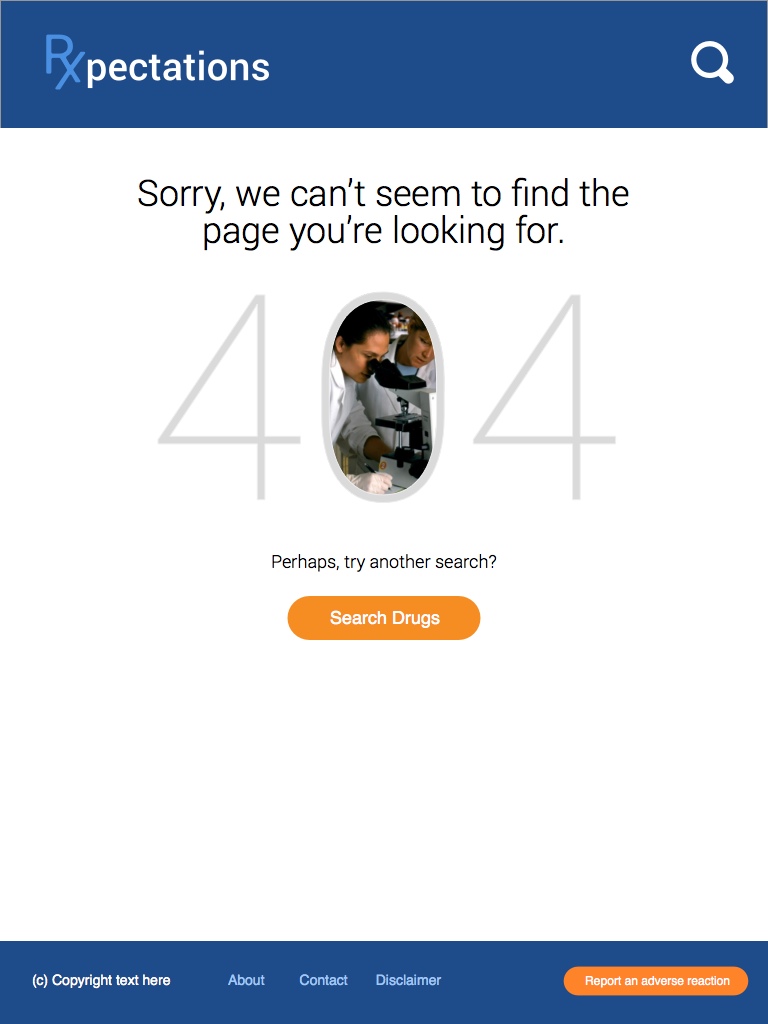 Rxpectations
Sorry, we can’t seem to find the
page you’re looking for.
404
Perhaps, try another search?
Search Drugs
(c) Copyright text here
About
Contact
Disclaimer
Report an adverse reaction